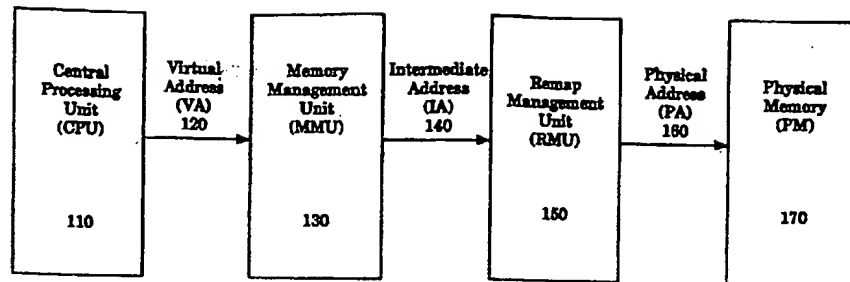 Central
Processing
Unit
(CPU)
110
Virtual
Address
(VA)
120
Memory
Management
Unit
(MMU)
130
Intermediate
Address
(IA)
140
Remap
Management
Unit
(RMU)
150
Physical
Address
(PA)
160
Physical
Memory
(PM)
170